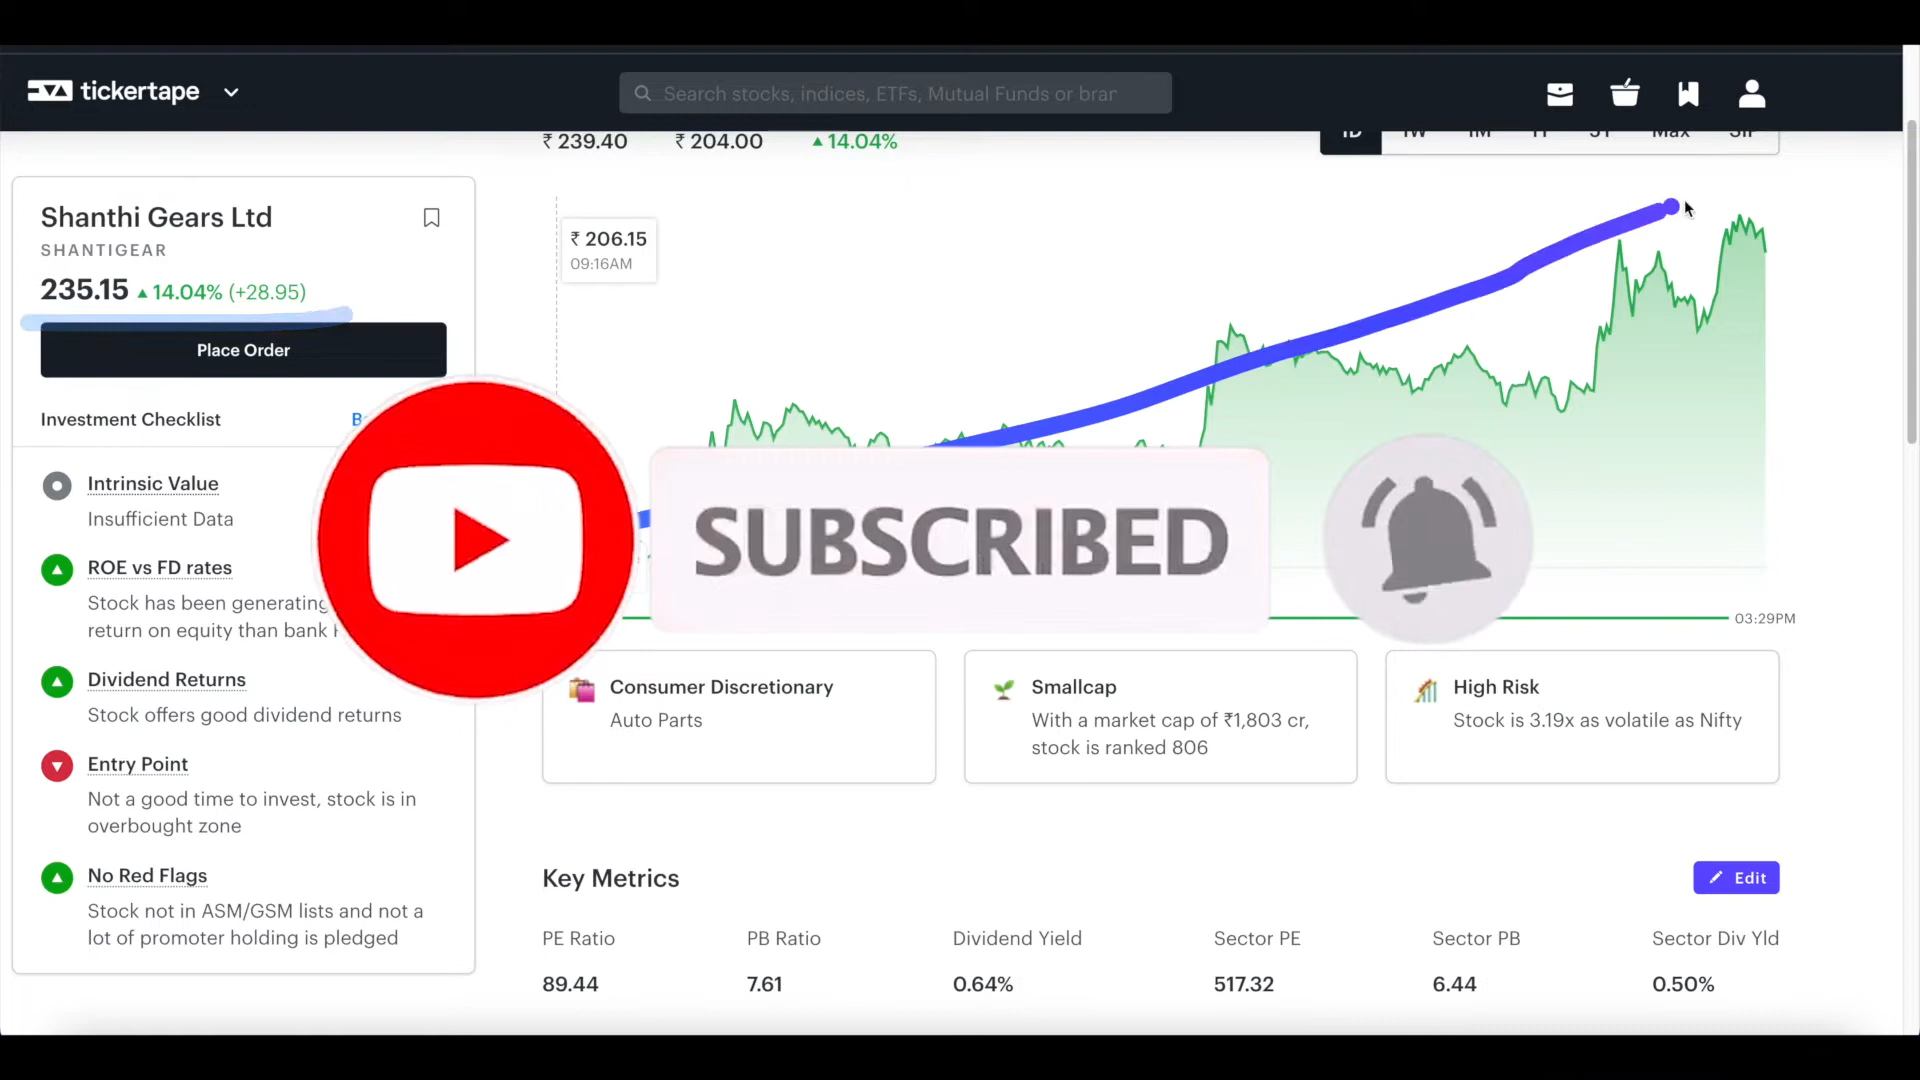 tickertape
Search stocks, indices, ETFs, Mutual Funds or brar
₹ 239.40
₹ 204.00
14.04%
1D 1W 1M Max SIP
Shanthi Gears Ltd
SHANTIGEAR
235.15 14.04% (+28.95)
Place Order
Investment Checklist
Intrinsic Value
Insufficient Data
ROE vs FD rates
Stock has been generating
return on equity than bank
Dividend Returns
Stock offers good dividend returns
Entry Point
Not a good time to invest, stock is in
overbought zone
No Red Flags
Stock not in ASM/GSM lists and not a
lot of promoter holding is pledged
₹ 206.15
09:16AM
SUBSCRIBED
03:29PM
Consumer Discretionary
Auto Parts
Smallcap
With a market cap of ₹1,803 cr,
stock is ranked 806
High Risk
Stock is 3.19x as volatile as Nifty
Key Metrics
Edit
PE Ratio PB Ratio Dividend Yield Sector PE Sector PB Sector Div Yld
89.44 7.61 0.64% 517.32 6.44 0.50%